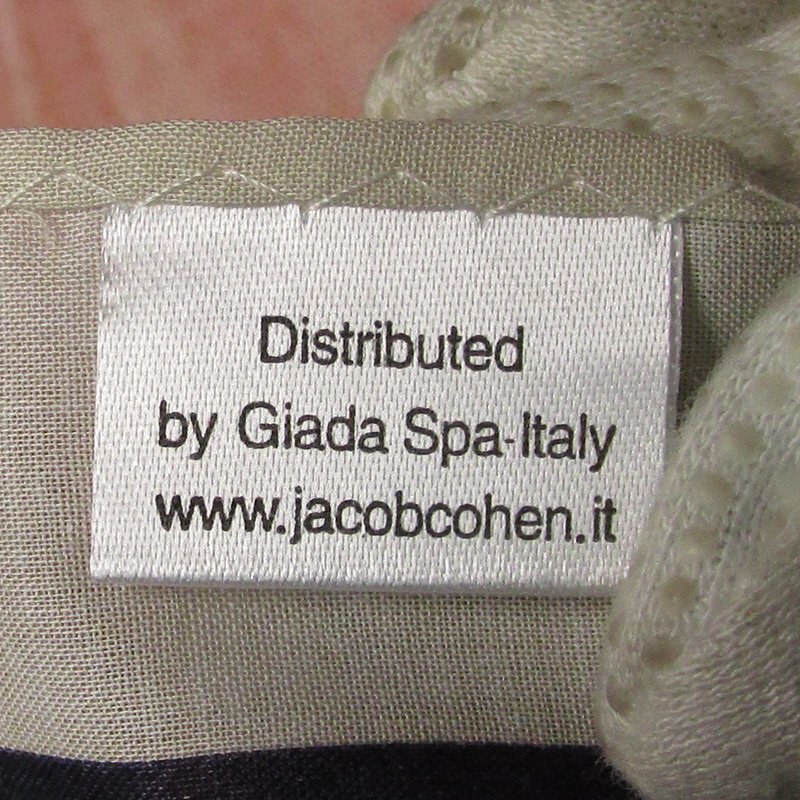 Distributed
by Giada Spa-Italy
www.jacobcohen.it